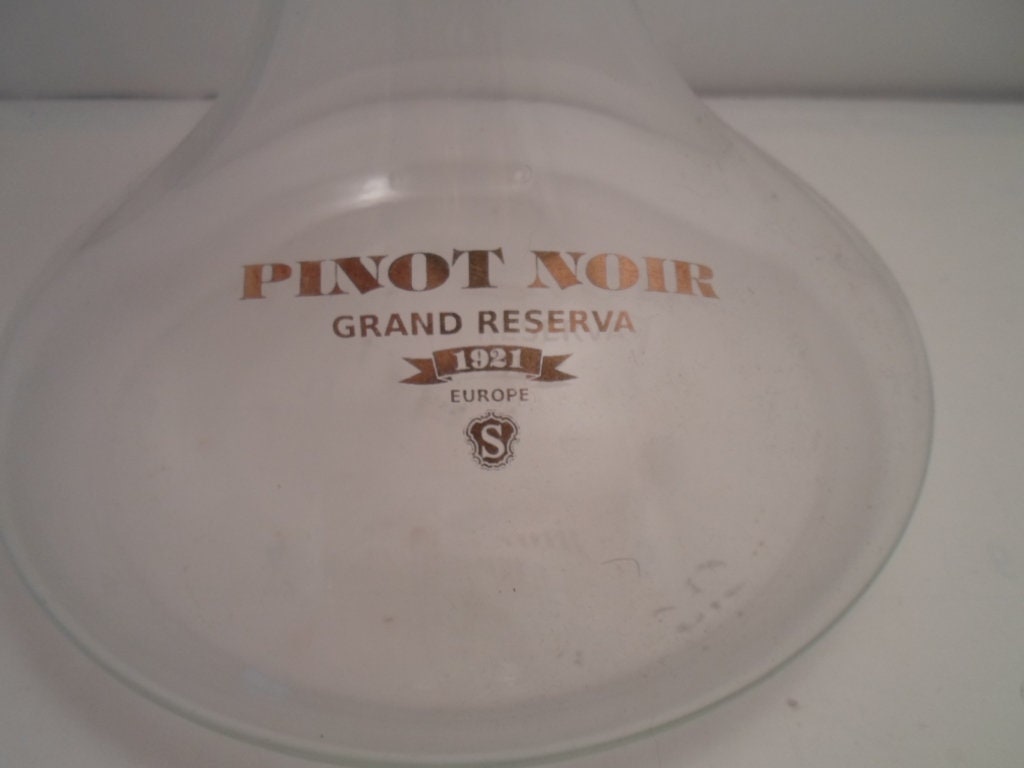 PINOT NOIR
GRAND RESERVA
1921
EUROPE
S